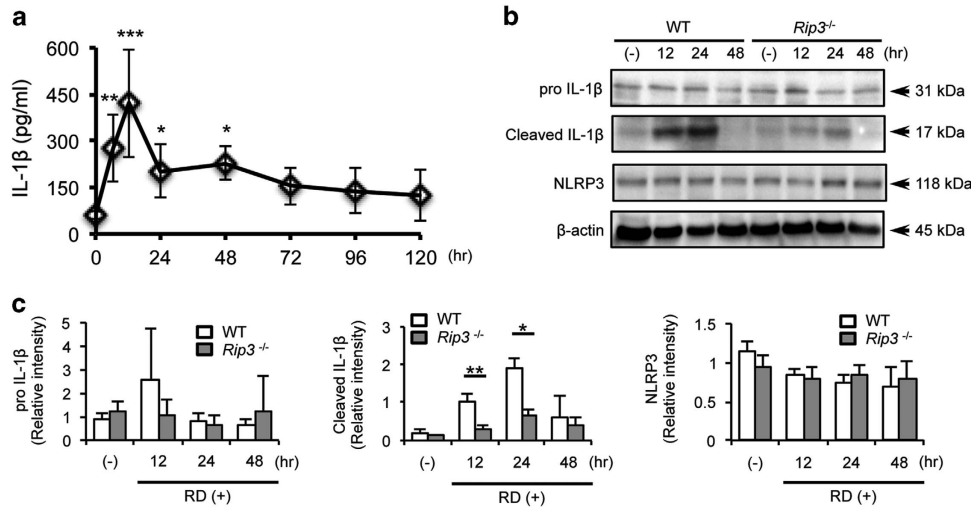 a
600
450
300
150
0
IL-1β (pg/ml)
**
***
*
*
0 24 48 72 96 120 (hr)
b
WT Rip3-/-
(-) 12 24 48 (-) 12 24 48 (hr)
pro IL-1β 31 kDa
Cleaved IL-1β 17 kDa
NLRP3 118 kDa
β-actin 45 kDa
c
pro IL-1β
(Relative intensity)
5
4
3
2
1
0
WT
Rip3 -/-
(-) 12 24 48 (hr)
RD (+)
Cleaved IL-1β
(Relative intensity)
3
2
1
0
WT
Rip3 -/-
**
*
(-) 12 24 48 (hr)
RD (+)
NLRP3
(Relative intensity)
1.5
1
0.5
0
WT
Rip3 -/-
(-) 12 24 48 (hr)
RD (+)